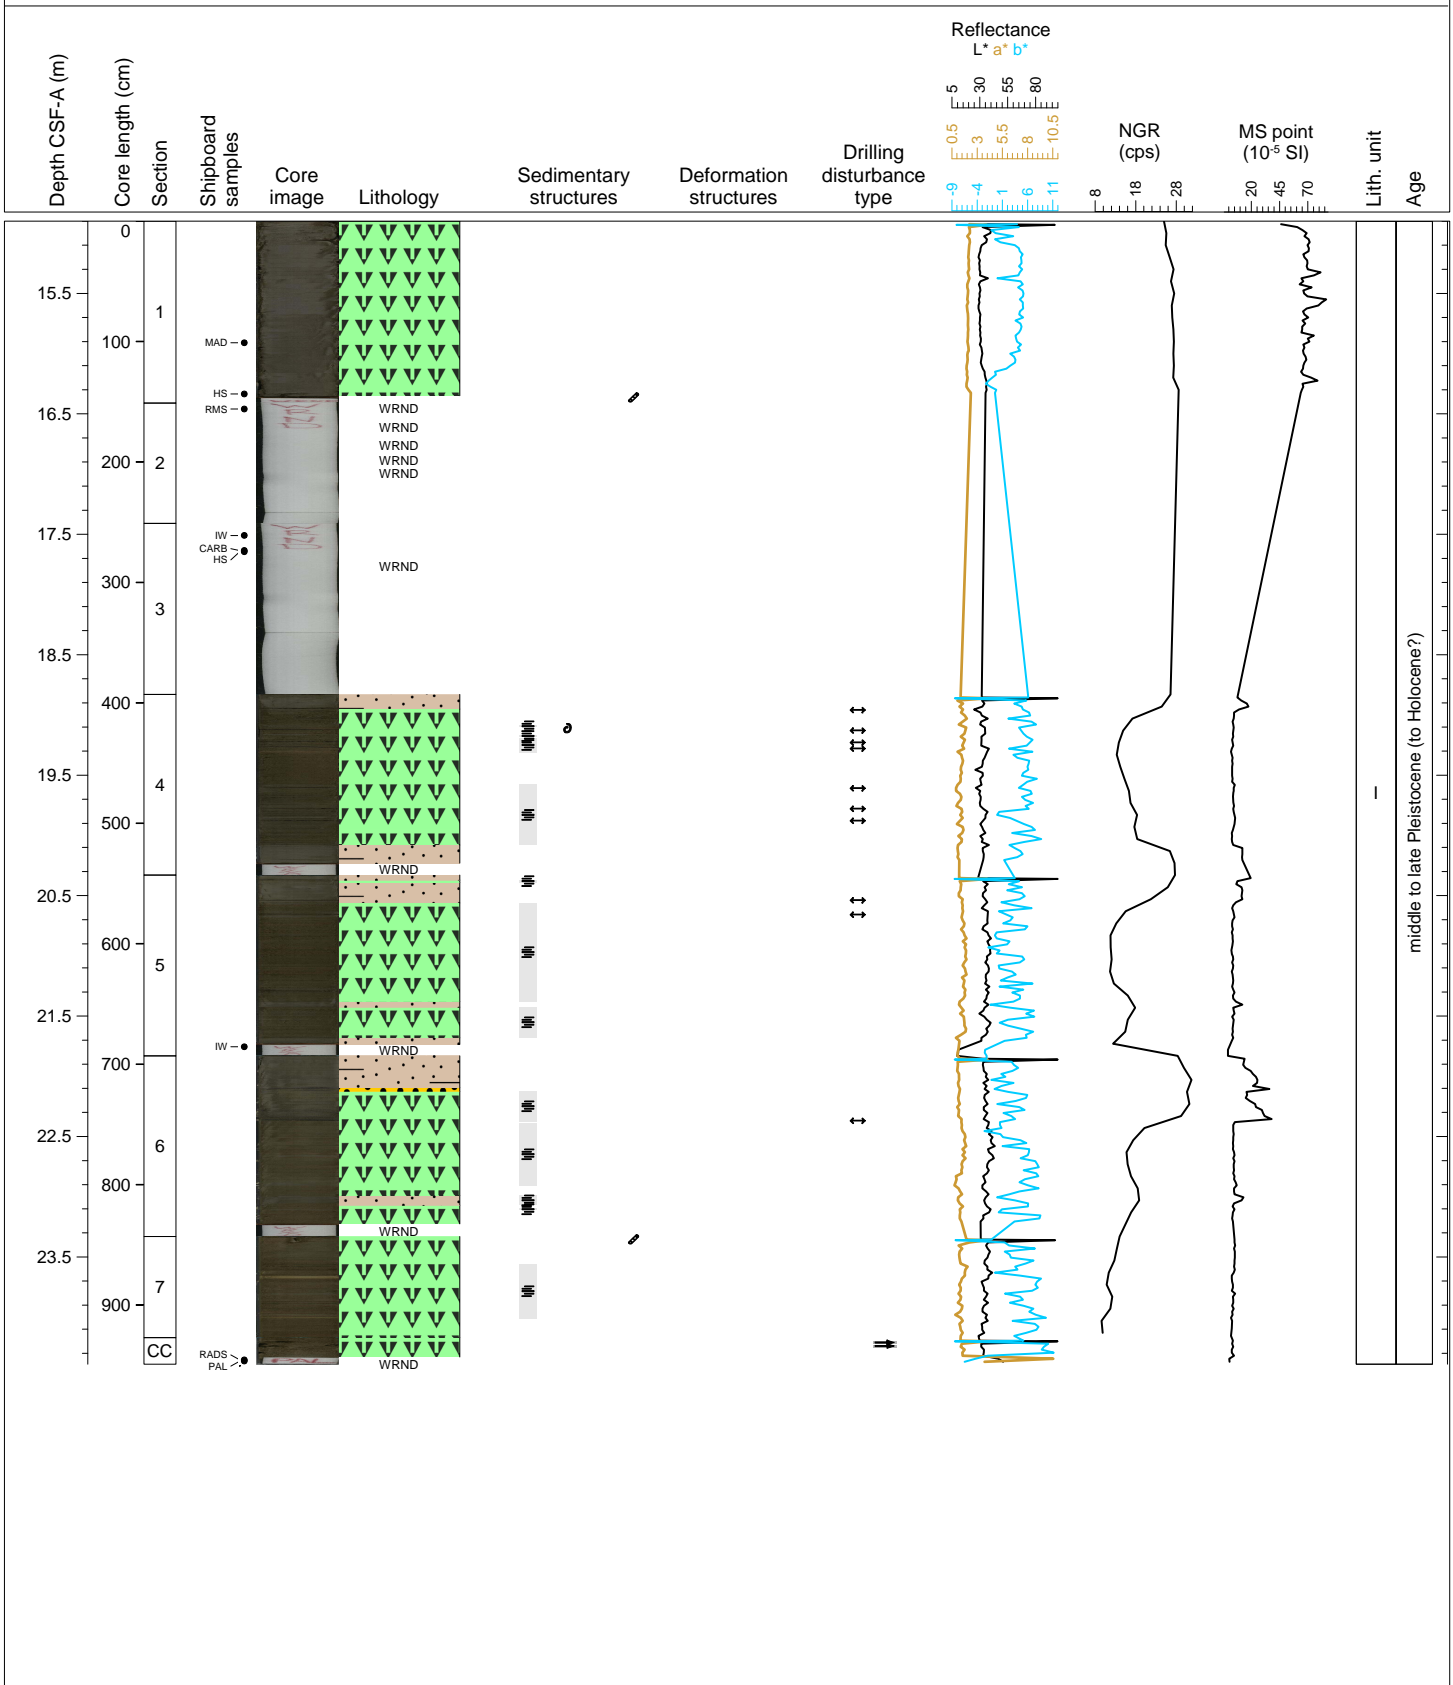 Depth CSF-A (m)
Core length (cm)
Section
Shipboard
samples
Core
image
Lithology
Sedimentary
structures
Deformation
structures
Drilling
disturbance
type
Reflectance
L* a* b*
5 30 55 80
0.5 3 5.5 8 10.5
-9 -4 1 6 11
NGR
(cps)
8 18 28
MS point
(10-5 SI)
20 45 70
Lith. unit
Age
0
15.5
1
100
MAD
HS
16.5
RMS
WRND
WRND
WRND
200
2
WRND
WRND
17.5
IW
CARB
HS
WRND
300
3
18.5
400
19.5
4
500
WRND
20.5
600
5
21.5
IW
WRND
700
22.5
6
800
WRND
23.5
7
900
CC
RADS
PAL
PAL
WRND
I
middle to late Pleistocene (to Holocene?)